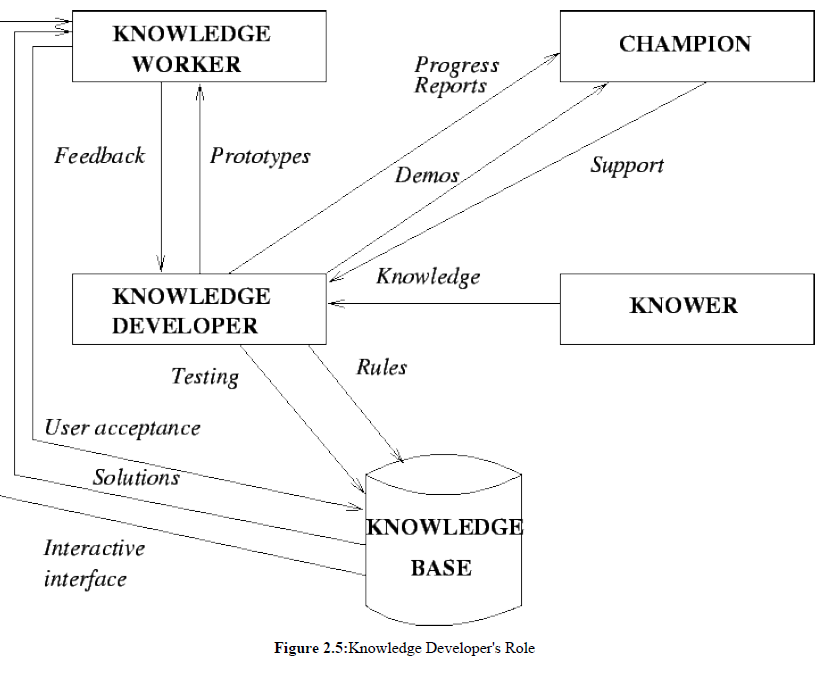 KNOWLEDGE
WORKER
CHAMPION
Progress
Reports
Feedback
Prototypes
Demos
Support
KNOWLEDGE
DEVELOPER
Knowledge
KNOWER
Testing
Rules
User acceptance
Solutions
Interactive
interface
KNOWLEDGE
BASE
Figure 2.5:Knowledge Developer's Role